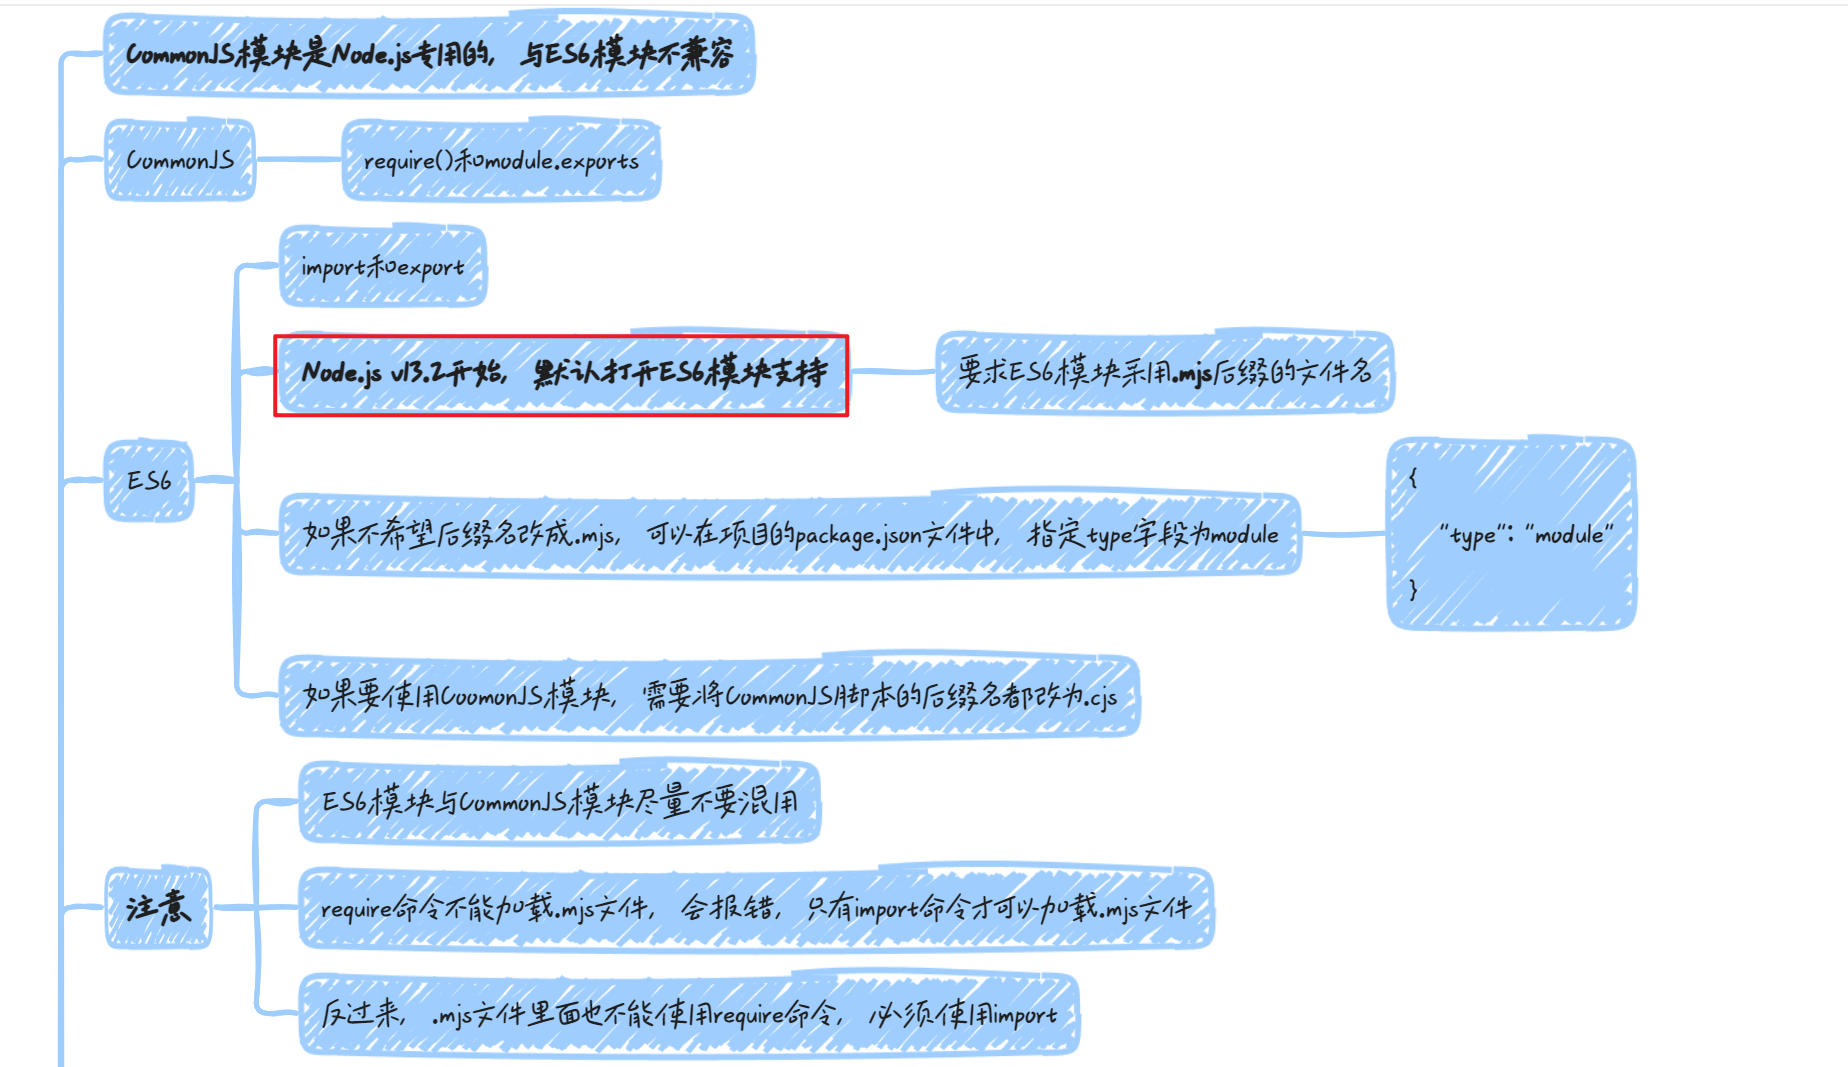 CommonJS模块是Node.js专用的，与ES6模块不兼容
CommonJS
require()和module.exports
ES6
import和export
Node.js v13.2开始，默认打开ES6模块支持
要求ES6模块采用.mjs后缀的文件名
如果不希望后缀名改成.mjs，可以在项目的package.json文件中，指定type字段为module
{
"type": "module"
}
如果要使用CoomonJS模块，需要将CommonJS脚本的后缀名都改为.cjs
注意
ES6模块与CommonJS模块尽量不要混用
require命令不能加载.mjs文件，会报错，只有import命令才可以加载.mjs文件
反过来，.mjs文件里面也不能使用require命令，必须使用import